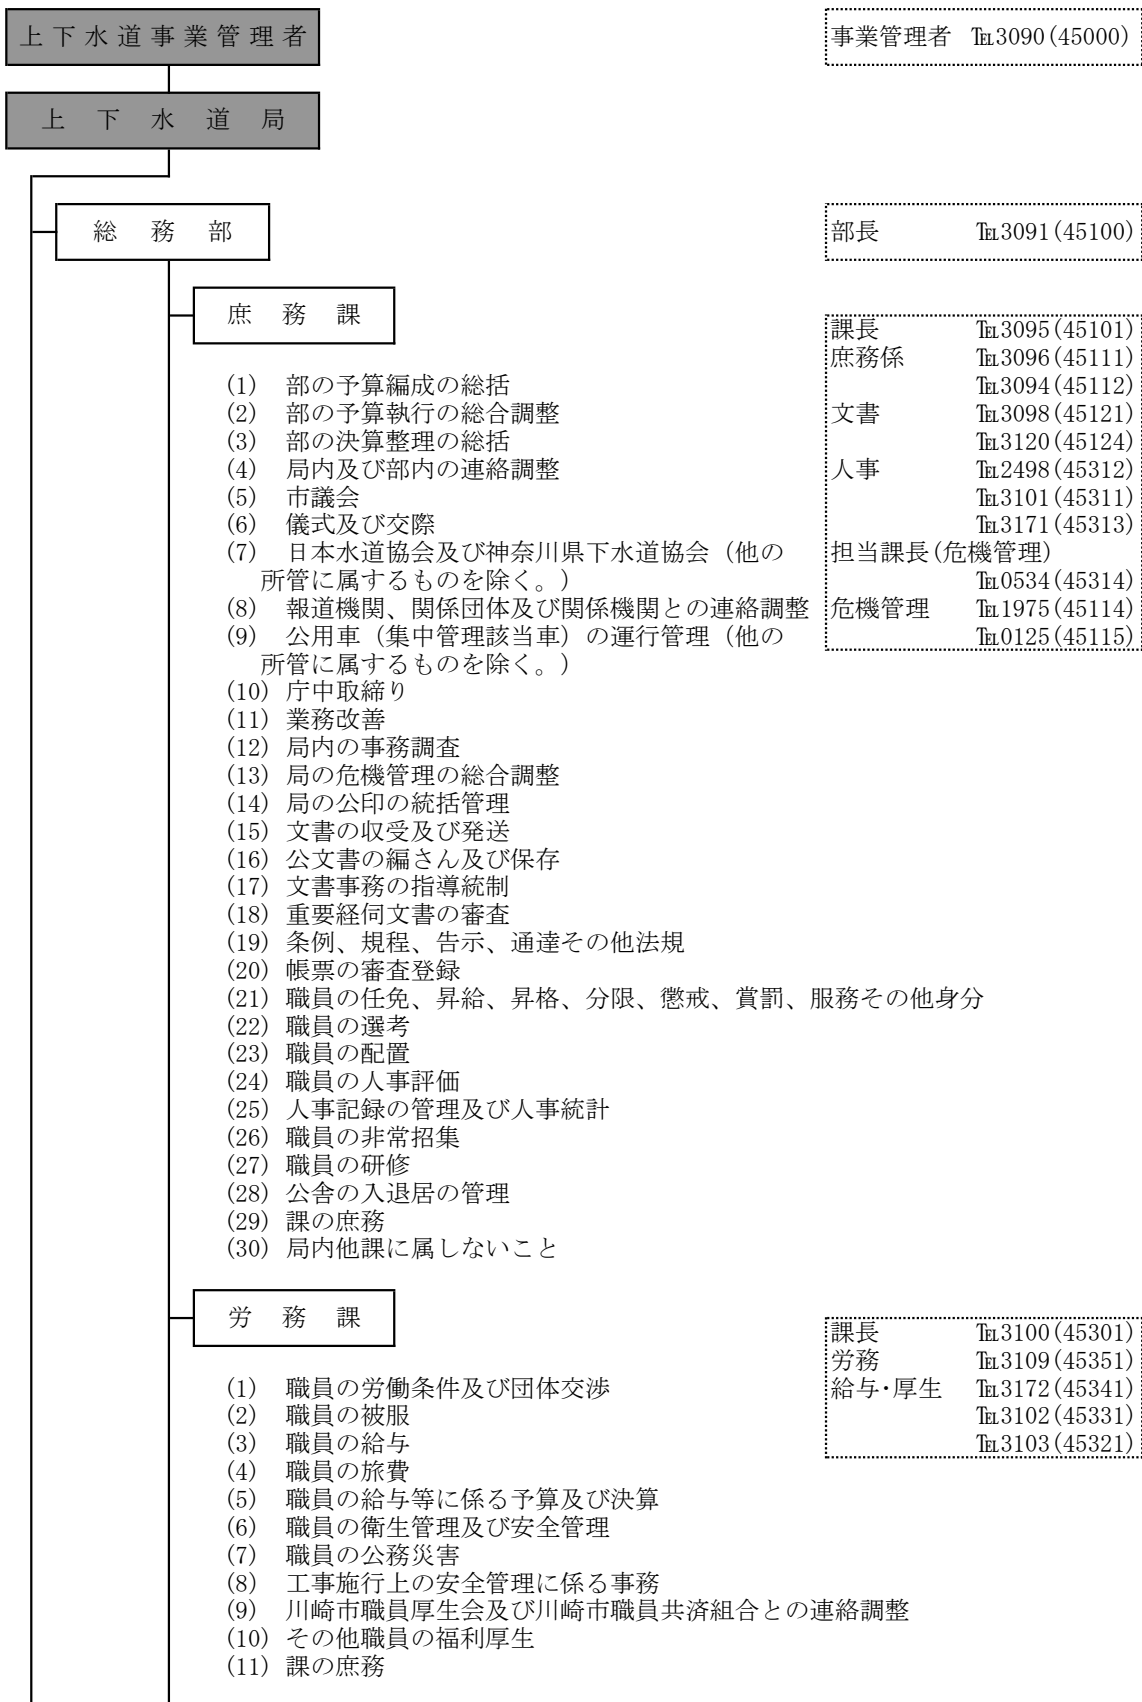 上下水道事業管理者
事業管理者 ℡3090(45000)
上下水道局
総務部
部長 ℡3091(45100)
庶務課
(1) 部の予算編成の総括
(2) 部の予算執行の総合調整
(3) 部の決算整理の総括
(4) 局内及び部内の連絡調整
(5) 市議会
(6) 儀式及び交際
(7) 日本水道協会及び神奈川県下水道協会(他の
所管に属するものを除く。)
(8) 報道機関、関係団体及び関係機関との連絡調整
(9) 公用車(集中管理該当車)の運行管理(他の
所管に属するものを除く。)
(10) 庁中取締り
(11) 業務改善
(12) 局内の事務調査
(13) 局の危機管理の総合調整
(14) 局の公印の統括管理
(15) 文書の収受及び発送
(16) 公文書の編さん及び保存
(17) 文書事務の指導統制
(18) 重要経伺文書の審査
(19) 条例、規程、告示、通達その他法規
(20) 帳票の審査登録
(21) 職員の任免、昇給、昇格、分限、懲戒、賞罰、服務その他身分
(22) 職員の選考
(23) 職員の配置
(24) 職員の人事評価
(25) 人事記録の管理及び人事統計
(26) 職員の非常招集
(27) 職員の研修
(28) 公舎の入退居の管理
(29) 課の庶務
(30) 局内他課に属しないこと
課長 ℡3095(45101)
庶務係 ℡3096(45111)
℡3094(45112)
文書 ℡3098(45121)
℡3120(45124)
人事 ℡2498(45312)
℡3101(45311)
℡3171(45313)
担当課長(危機管理)
℡0534(45314)
危機管理 ℡1975(45114)
℡0125(45115)
労務課
(1) 職員の労働条件及び団体交渉
(2) 職員の被服
(3) 職員の給与
(4) 職員の旅費
(5) 職員の給与等に係る予算及び決算
(6) 職員の衛生管理及び安全管理
(7) 職員の公務災害
(8) 工事施行上の安全管理に係る事務
(9) 川崎市職員厚生会及び川崎市職員共済組合との連絡調整
(10) その他職員の福利厚生
(11) 課の庶務
課長 ℡3100(45301)
労務 ℡3109(45351)
給与・厚生 ℡3172(45341)
℡3102(45331)
℡3103(45321)